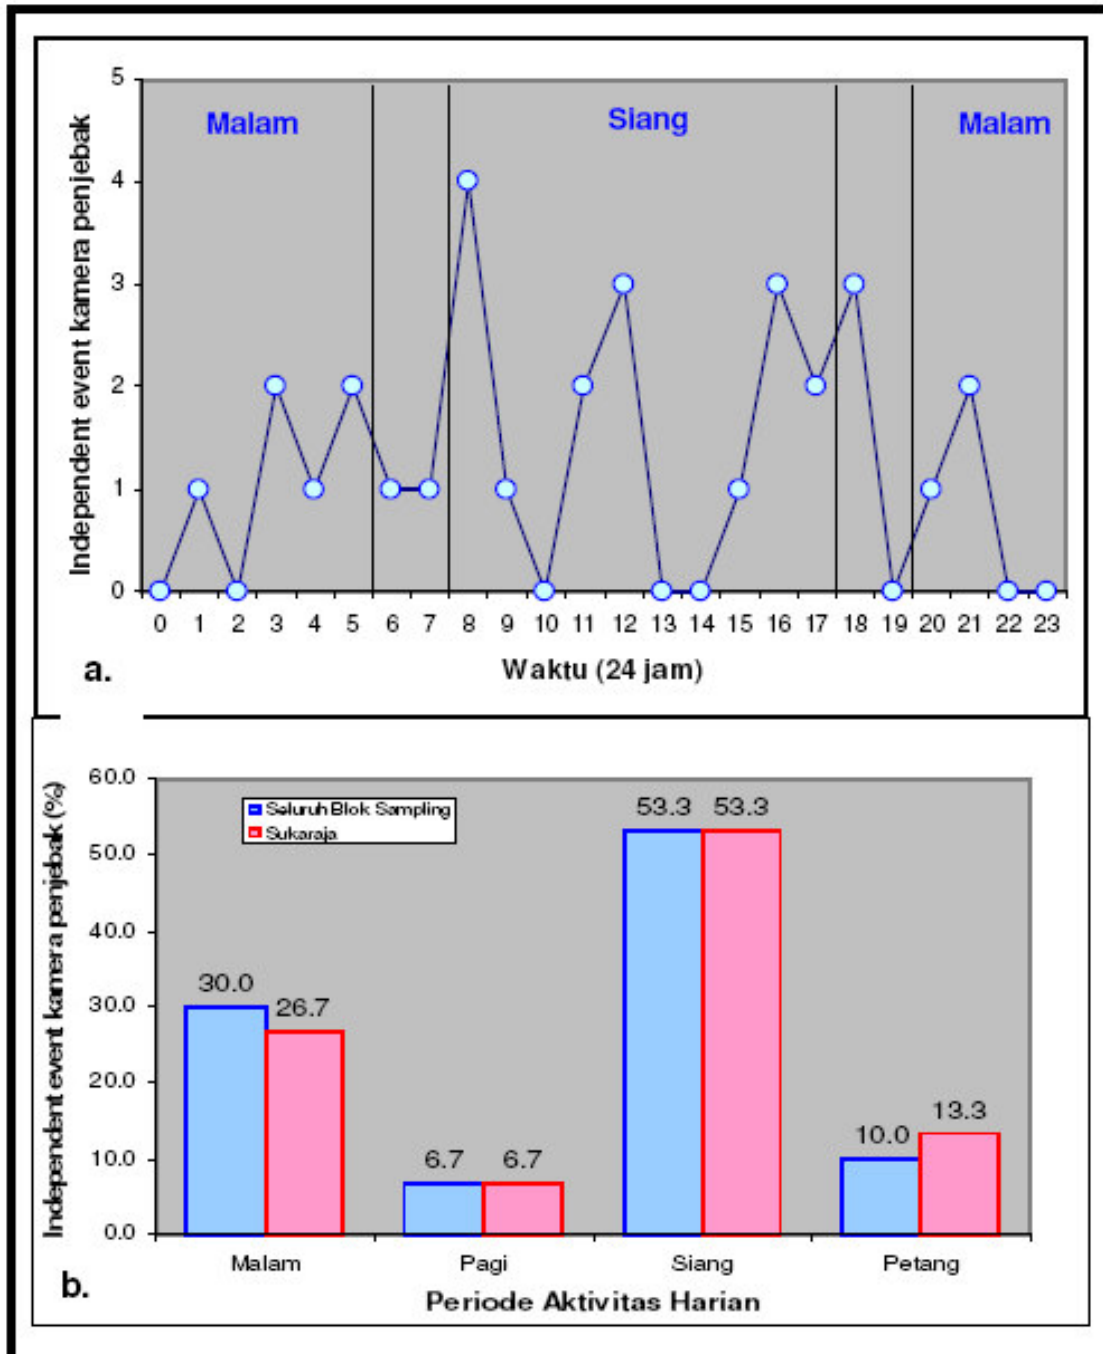 Independent event kamera penjebak
5
4
3
2
1
0
Malam
Siang
Malam
0 1 2 3 4 5 6 7 8 9 10 11 12 13 14 15 16 17 18 19 20 21 22 23
Waktu (24 jam)
a.
Independent event kamera penjebak (%)
60.0
50.0
40.0
30.0
20.0
10.0
0.0
Seluruh Blok Sampling
Sukaraja
30.0
26.7
6.7
6.7
53.3
53.3
10.0
13.3
Malam
Pagi
Siang
Petang
Periode Aktivitas Harian
b.